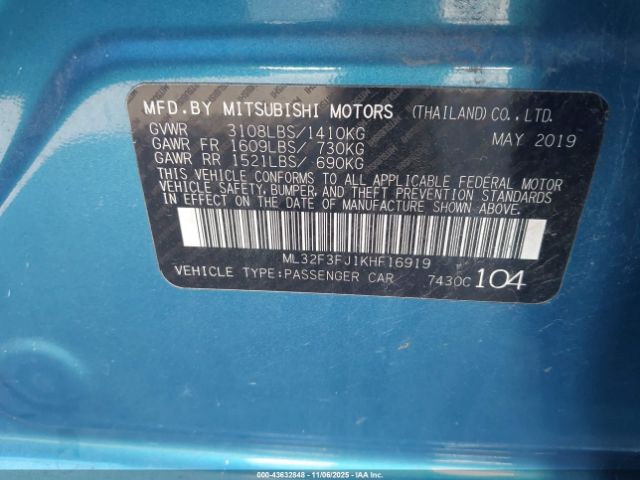 MFD.BY MITSUBISHI MOTORS (THAILAND)CO.,LTD.
GVWR 3108LBS/1410KG MAY 2019
GAWR FR 1609LBS/ 730KG
GAWR RR 1521LBS/ 690KG
THIS VEHICLE CONFORMS TO ALL APPLICABLE FEDERAL MOTOR
VEHICLE SAFETY, BUMPER, AND THEFT PREVENTION STANDARDS
IN EFFECT ON THE DATE OF MANUFACTURE SHOWN ABOVE.
ML32F3FJ1KHF16919
VEHICLE TYPE:PASSENGER CAR 7430C 104
000-43632848 - 11/06/2025 - IAA Inc.